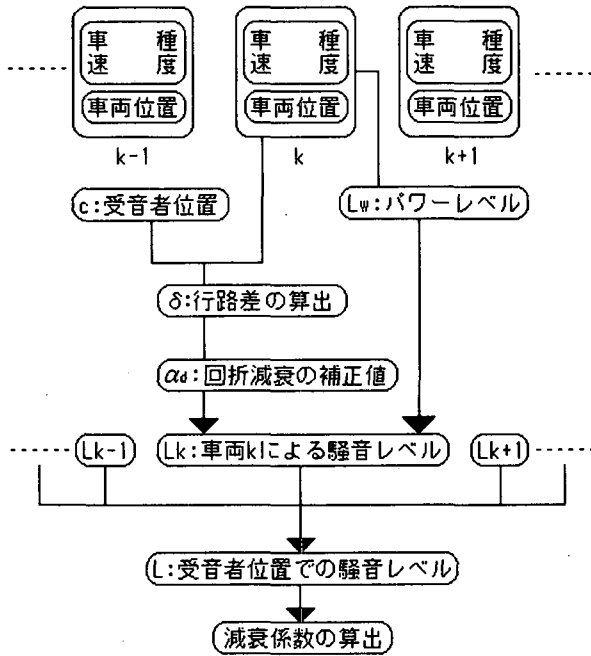 車 種 車 種 車 種
速 度 速 度 速 度
車両位置 車両位置 車両位置
k-1 k k+1
c:受音者位置 Lw:パワーレベル
δ:行路差の算出
αd:回折減衰の補正値
Lk-1 Lk:車両kによる騒音レベル Lk+1
L:受音者位置での騒音レベル
減衰係数の算出